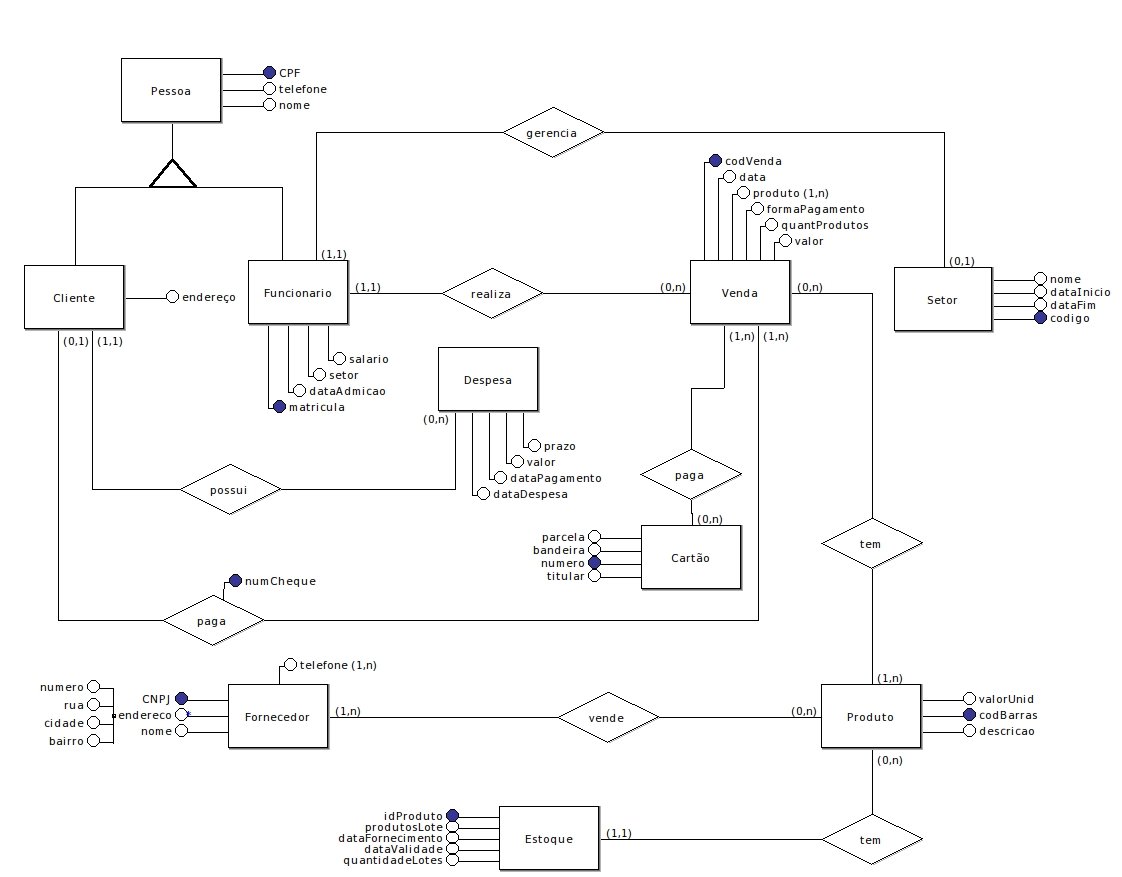 Pessoa
CPF
telefone
nome
gerencia
codVenda
data
produto (1,n)
formaPagamento
quantProdutos
valor
Cliente
endereço
(1,1)
Funcionario
(1,1)
realiza
(0,n)
Venda
(0,n)
(0,1)
Setor
nome
dataInicio
dataFim
codigo
(0,1)
(1,1)
salario
setor
dataAdmicao
matricula
(1,n)
(1,n)
Despesa
(0,n)
prazo
valor
dataPagamento
dataDespesa
possui
paga
(0,n)
Cartão
parcela
bandeira
numero
titular
tem
numCheque
paga
telefone (1,n)
numero
rua
cidade
bairro
CNPJ
endereco
*
nome
Fornecedor
(1,n)
vende
(0,n)
(1,n)
Produto
valorUnid
codBarras
descricao
(0,n)
idProduto
produtosLote
dataFornecimento
dataValidade
quantidadeLotes
Estoque
(1,1)
tem